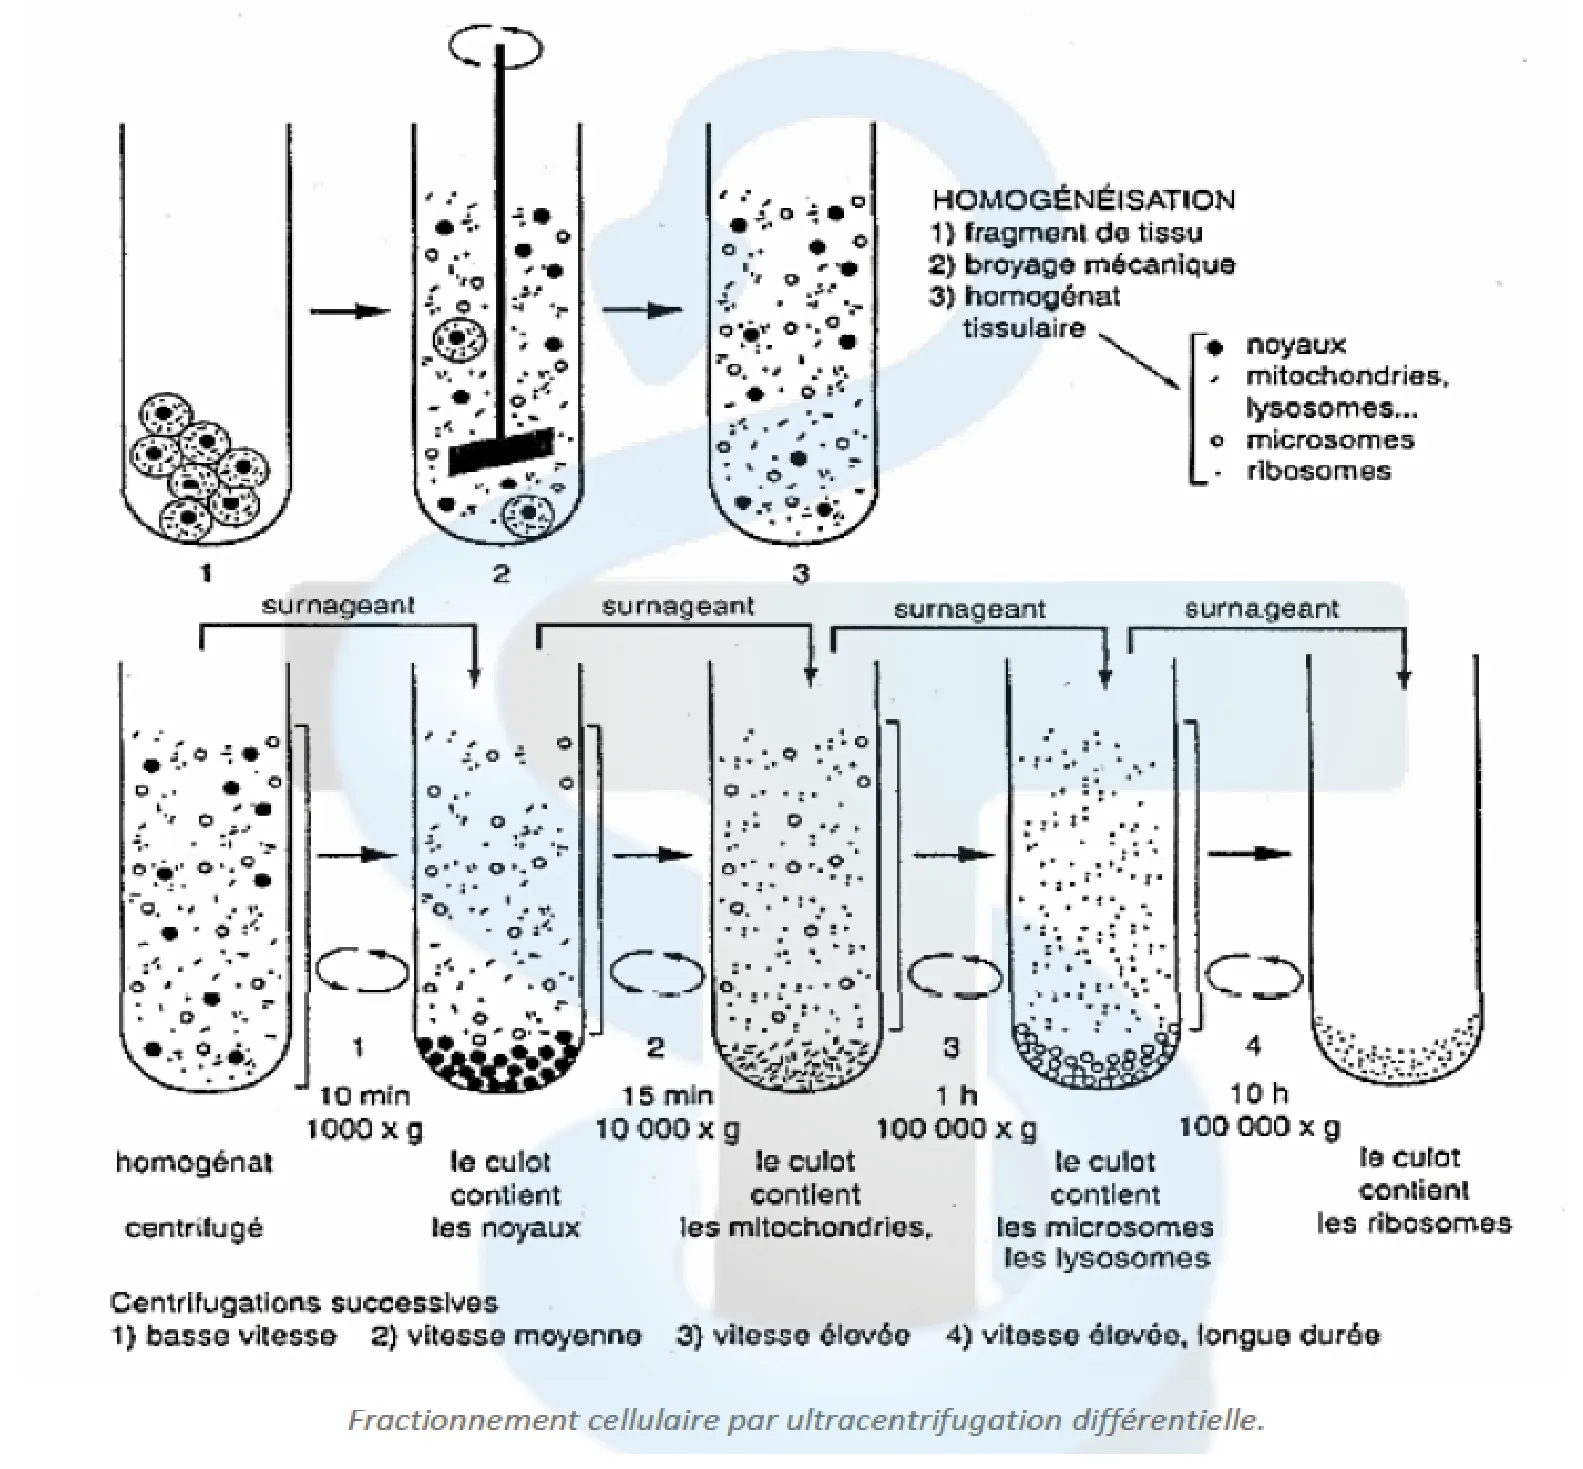 HOMOGÉNÉISATION
1) fragment de tissu
2) broyage mécanique
3) homogénat
tissulaire
noyaux
mitochondries,
lysosomes...
microsomes
ribosomes
1
2
3
surnageant
surnageant
surnageant
surnageant
1
10 min
1000 x g
2
15 min
10 000 x g
3
1 h
100 000 x g
4
10 h
100 000 x g
homogénat
centrifugé
le culot
contient
les noyaux
le culot
contient
les mitochondries,
le culot
contient
les microsomes
les lysosomes
le culot
contient
les ribosomes
Centrifugations successives
1) basse vitesse 2) vitesse moyenne 3) vitesse élevée 4) vitesse élevée, longue durée
Fractionnement cellulaire par ultracentrifugation différentielle.